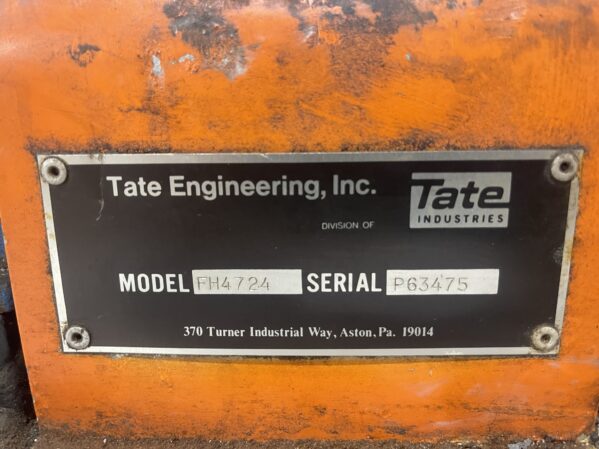 Tate Engineering, Inc.
DIVISION OF
Tate
INDUSTRIES
MODEL FH4724 SERIAL P63475
370 Turner Industrial Way, Aston, Pa. 19014